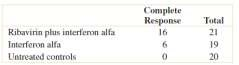 Complete
Response Total
Ribavirin plus interferon alfa 16 21
Interferon alfa 6 19
Untreated controls 0 20